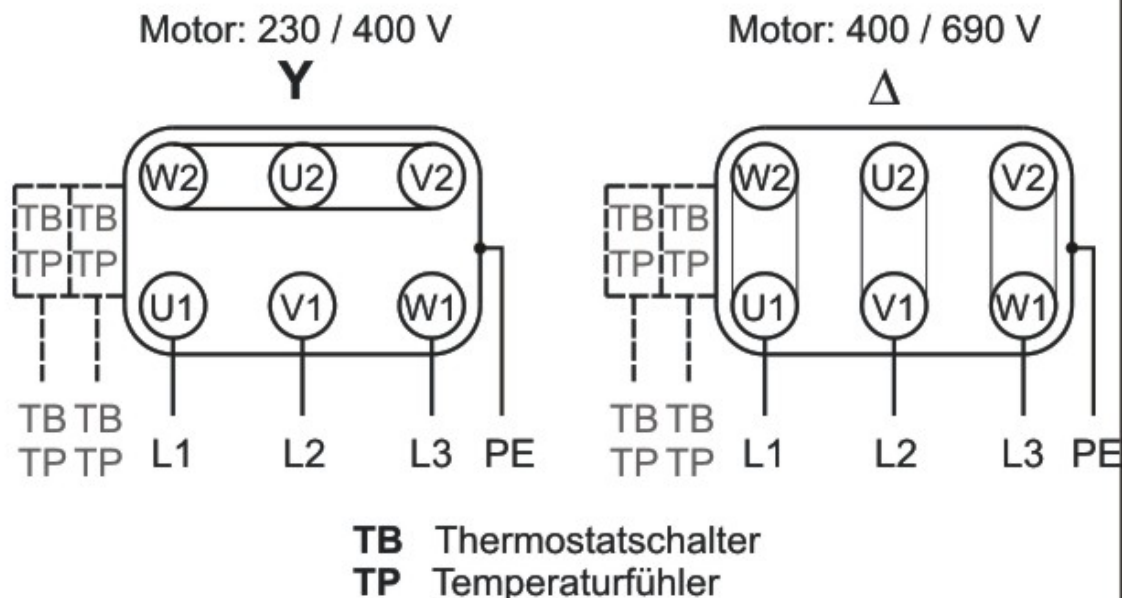 Motor: 230 / 400 V
Y
W2 U2 V2
TB TB
TP TP
U1 V1 W1
TB TB
TP TP L1 L2 L3 PE
Motor: 400 / 690 V
Δ
W2 U2 V2
TB TB
TP TP
U1 V1 W1
TB TB
TP TP L1 L2 L3 PE
TB Thermostatschalter
TP Temperaturfühler